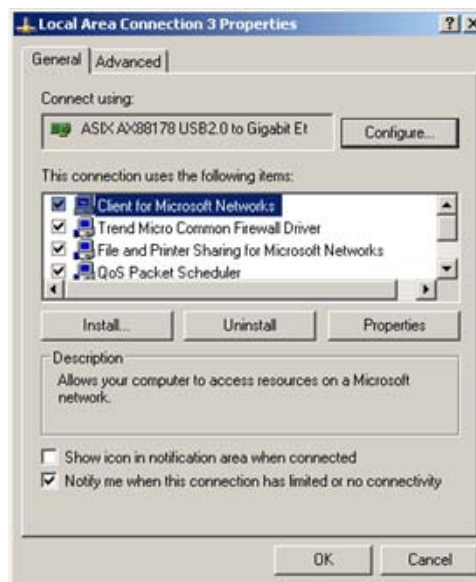 Local Area Connection 3 Properties
General
Advanced
Connect using:
ASIX AX88178 USB2.0 to Gigabit Et
Configure...
This connection uses the following items:
Client for Microsoft Networks
Trend Micro Common Firewall Driver
File and Printer Sharing for Microsoft Networks
QoS Packet Scheduler
Install...
Uninstall
Properties
Description
Allows your computer to access resources on a Microsoft
network.
Show icon in notification area when connected
Notify me when this connection has limited or no connectivity
OK
Cancel